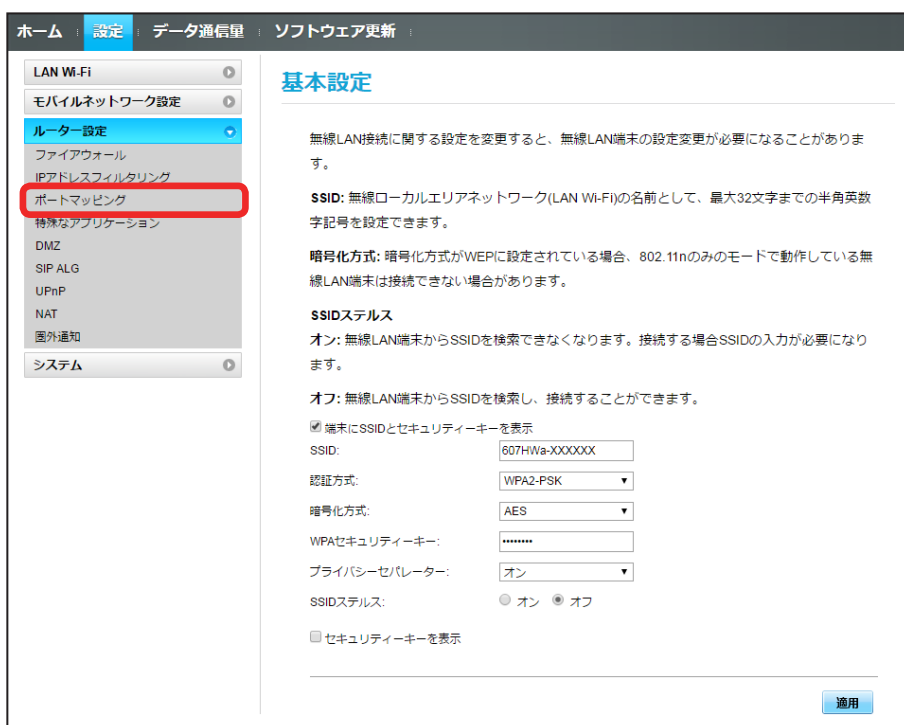 ホーム 設定 データ通信量 ソフトウェア更新
LAN Wi-Fi
モバイルネットワーク設定
ルーター設定
ファイアウォール
IPアドレスフィルタリング
ポートマッピング
特殊なアプリケーション
DMZ
SIP ALG
UPnP
NAT
圏外通知
システム
基本設定
無線LAN接続に関する設定を変更すると、無線LAN端末の設定変更が必要になることがありま
す。
SSID: 無線ローカルエリアネットワーク(LAN Wi-Fi)の名前として、最大32文字までの半角英数
字記号を設定できます。
暗号化方式: 暗号化方式がWEPに設定されている場合、802.11nのみのモードで動作している無
線LAN端末は接続できない場合があります。
SSIDステルス
オン: 無線LAN端末からSSIDを検索できなくなります。接続する場合SSIDの入力が必要になり
ます。
オフ: 無線LAN端末からSSIDを検索し、接続することができます。
端末にSSIDとセキュリティーキーを表示
SSID: 607HWa-XXXXXX
認証方式: WPA2-PSK
暗号化方式: AES
WPAセキュリティーキー: ••••••••
プライバシーセパレーター: オン
SSIDステルス: オン オフ
セキュリティーキーを表示
適用